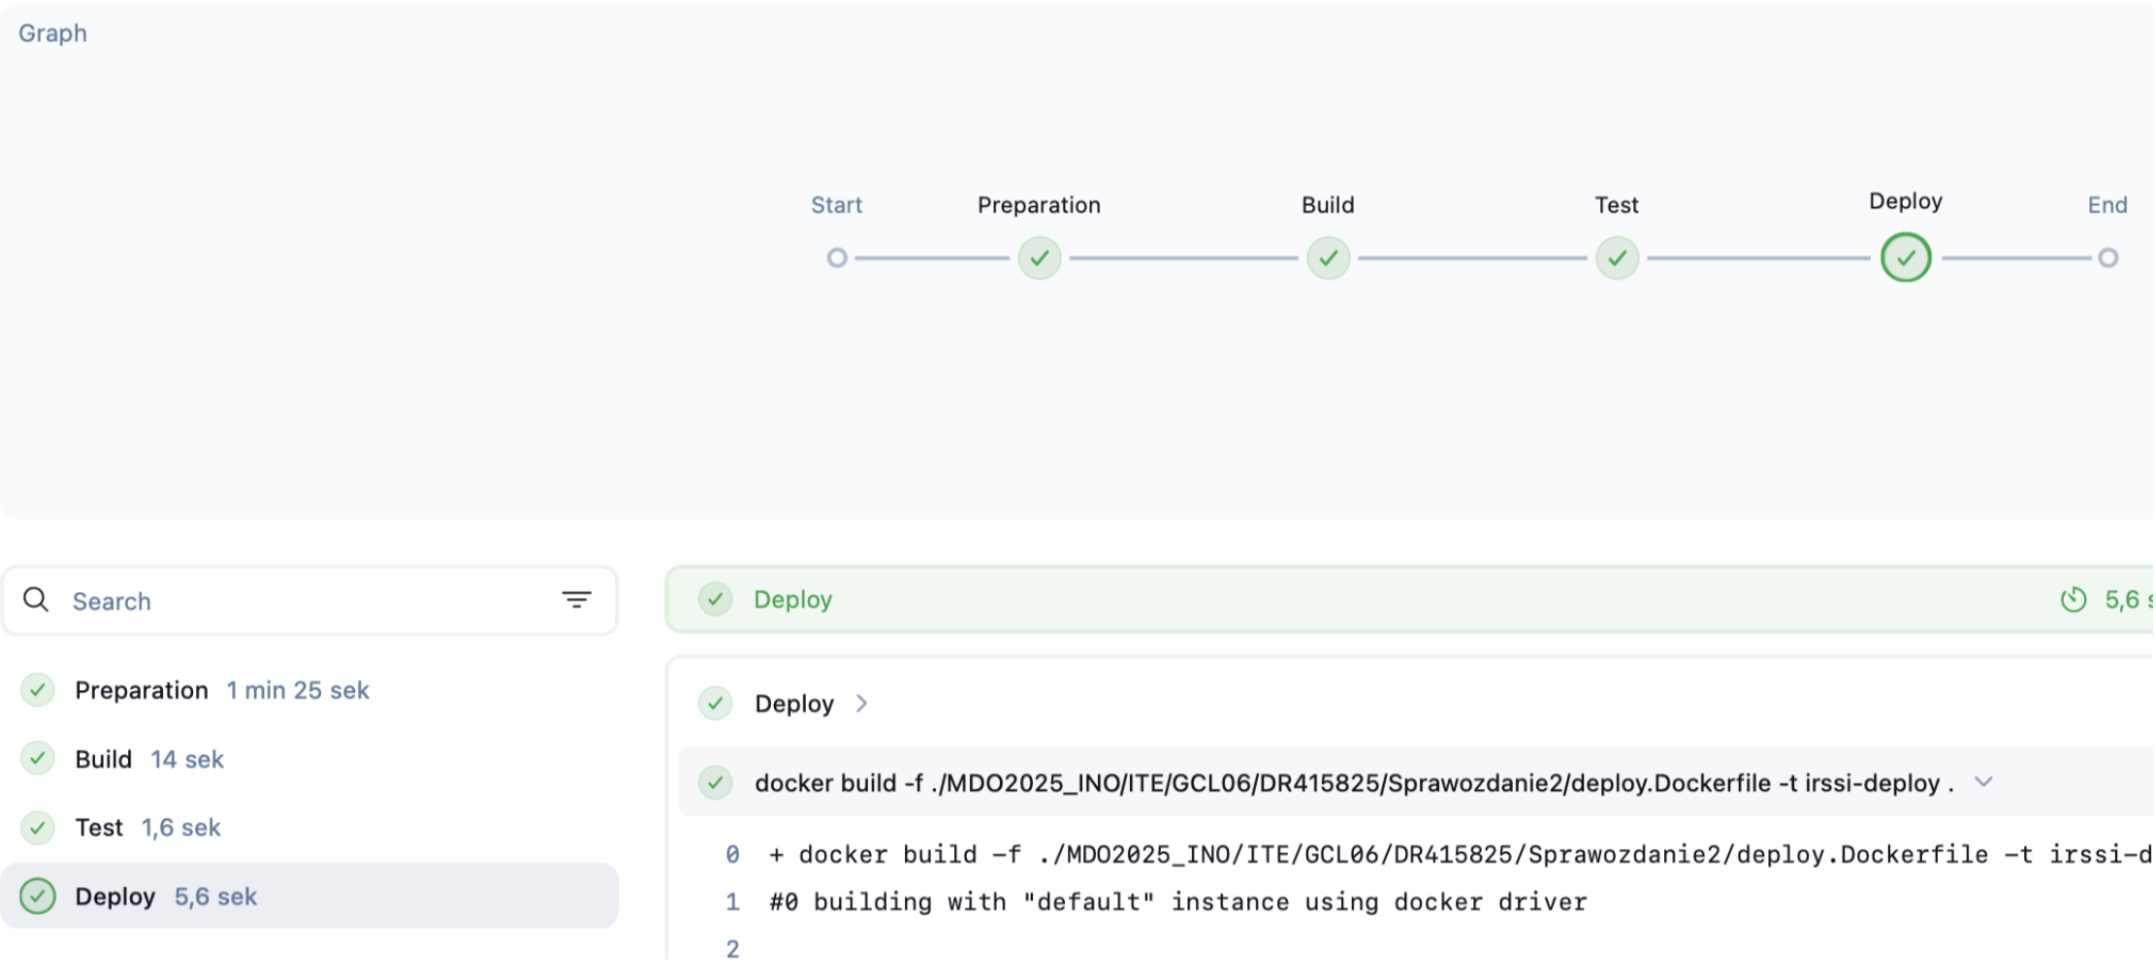 Graph
Start Preparation Build Test Deploy End
Search
Preparation 1 min 25 sek
Build 14 sek
Test 1,6 sek
Deploy 5,6 sek
Deploy 5,6 s
Deploy
docker build -f ./MDO2025_INO/ITE/GCL06/DR415825/Sprawozdanie2/deploy.Dockerfile -t irssi-deploy .
0 + docker build -f ./MDO2025_INO/ITE/GCL06/DR415825/Sprawozdanie2/deploy.Dockerfile -t irssi-d
1 #0 building with "default" instance using docker driver
2